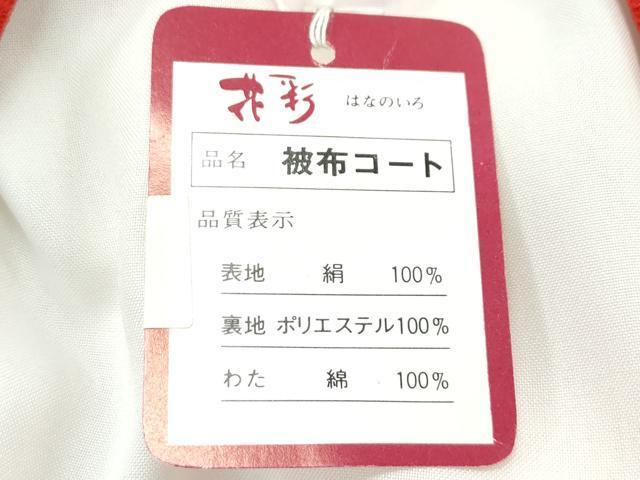 花彩 はなのいろ
品名 被布コート
品質表示
表地 絹 100%
裏地 ポリエステル100%
わた 綿 100%